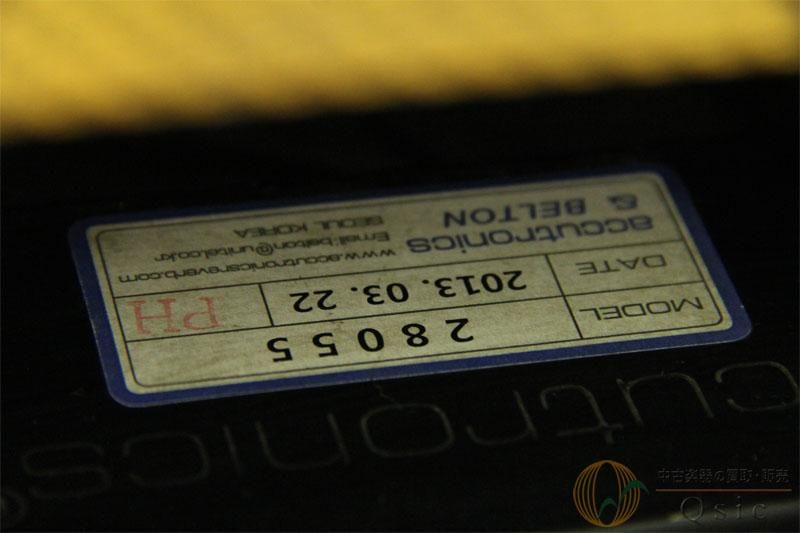 MODEL 28055
DATE 2013. 03. 22 PH
accutronics & BELTON
www.accutronicsreverb.com
Email:belton@unitel.co.kr
SEOUL KOREA
cutronics®
中古楽器の買取・販売
Qsic